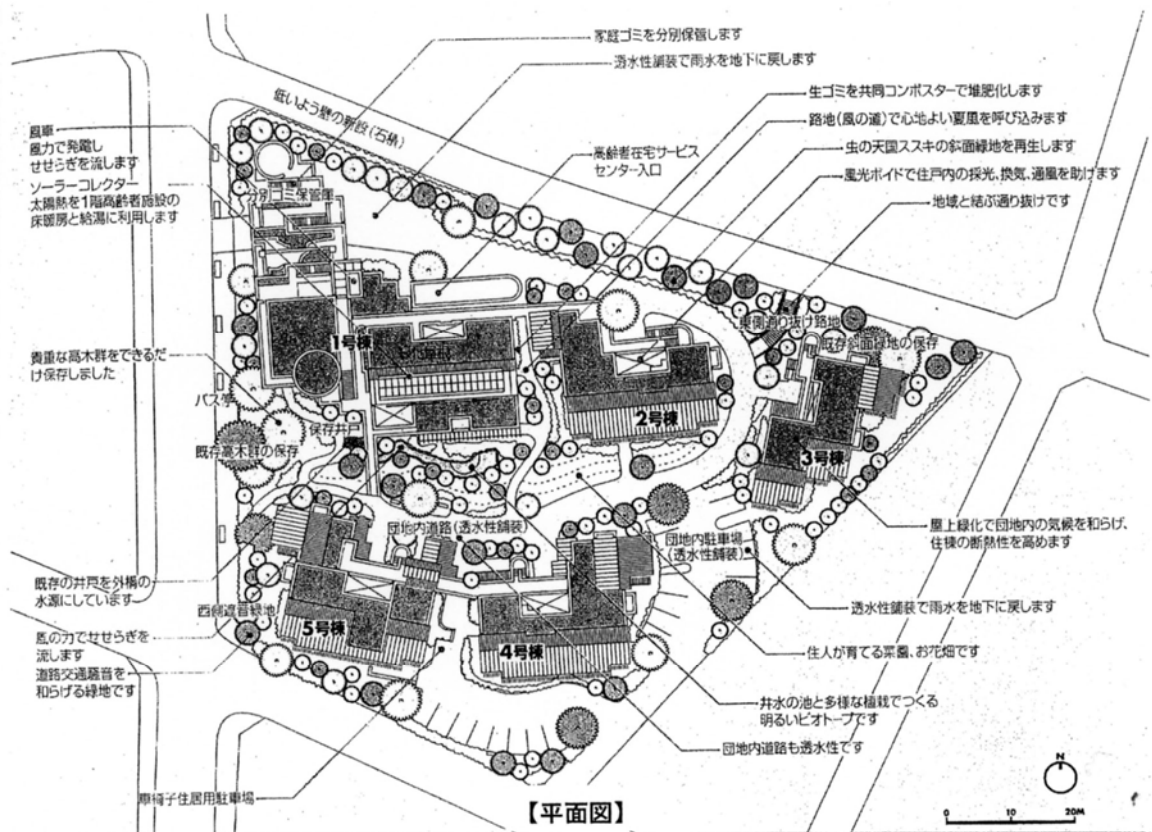 家庭ゴミを分別保管します
透水性舗装で雨水を地下に戻します
生ゴミを共同コンポスターで堆肥化します
路地(風の道)で心地よい夏風を呼び込みます
虫の天国ススキの斜面緑地を再生します
風光ボイドで住戸内の採光、換気、通風を助けます
地域と結ぶ通り抜けです
低いよう壁の新設(石積)
高齢者在宅サービス
センター入口
風車
風力で発電し
せせらぎを流します
ソーラーコレクター
太陽熱を1階高齢者施設の
床暖房と給湯に利用します
分別ゴミ保管庫
1号棟
2号棟
東側通り抜け路地
既存斜面緑地の保存
3号棟
貴重な高木群をできるだ
け保存しました
バス停
保存井戸
既存高木群の保存
団地内道路(透水性舗装)
団地内駐車場
(透水性舗装)
屋上緑化で団地内の気候を和らげ、
住棟の断熱性を高めます
既存の井戸を外構の
水源にしています
西側遮音緑地
5号棟
4号棟
透水性舗装で雨水を地下に戻します
風の力でせせらぎを
流します
道路交通騒音を
和らげる緑地です
住人が育てる菜園、お花畑です
井水の池と多様な植栽でつくる
明るいビオトープです
団地内道路も透水性です
車椅子住居用駐車場
【平面図】
N
0 10 20M